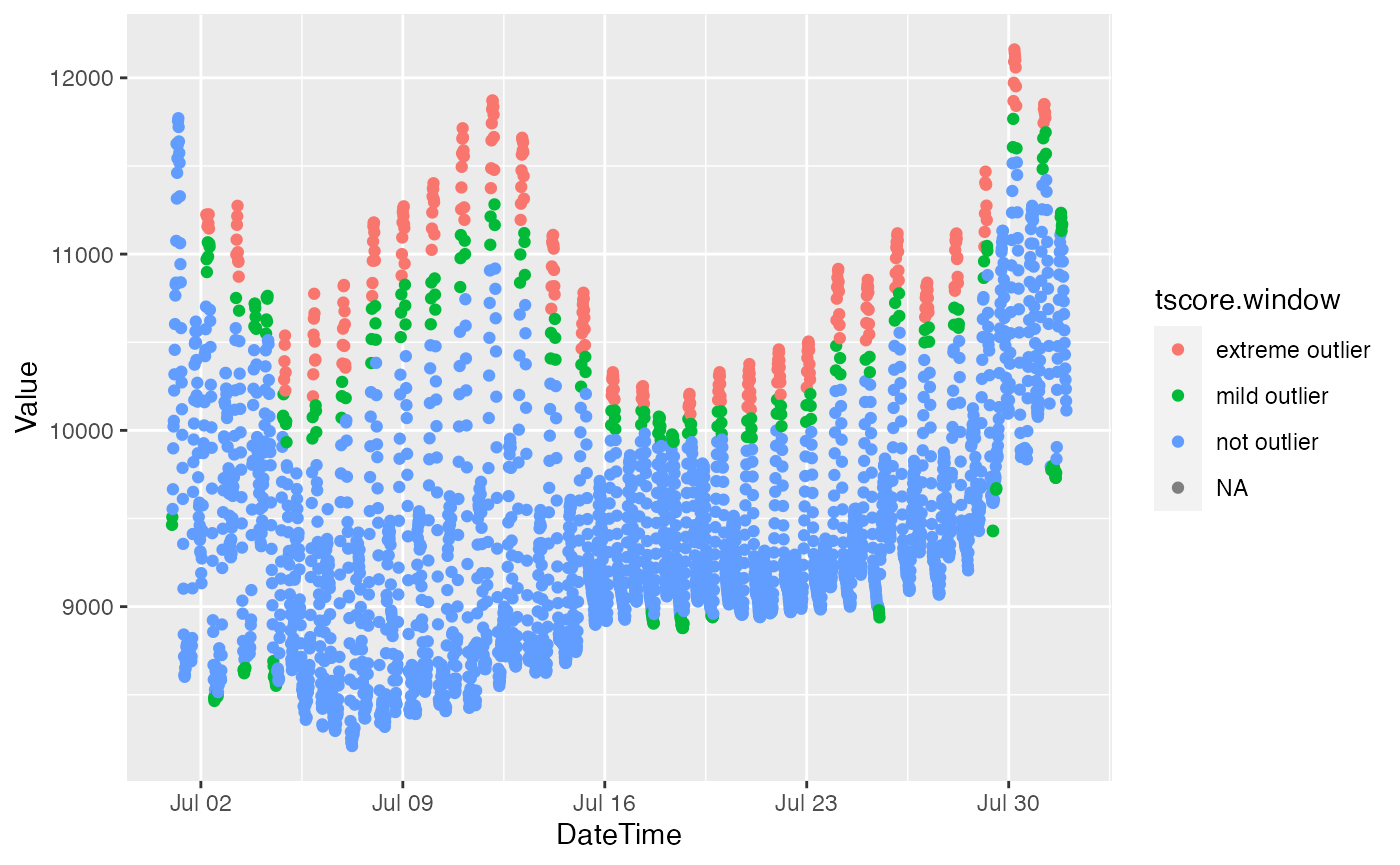 12000
11000
10000
9000
Value
Jul 02
Jul 09
Jul 16
Jul 23
Jul 30
DateTime
tscore.window
extreme outlier
mild outlier
not outlier
NA